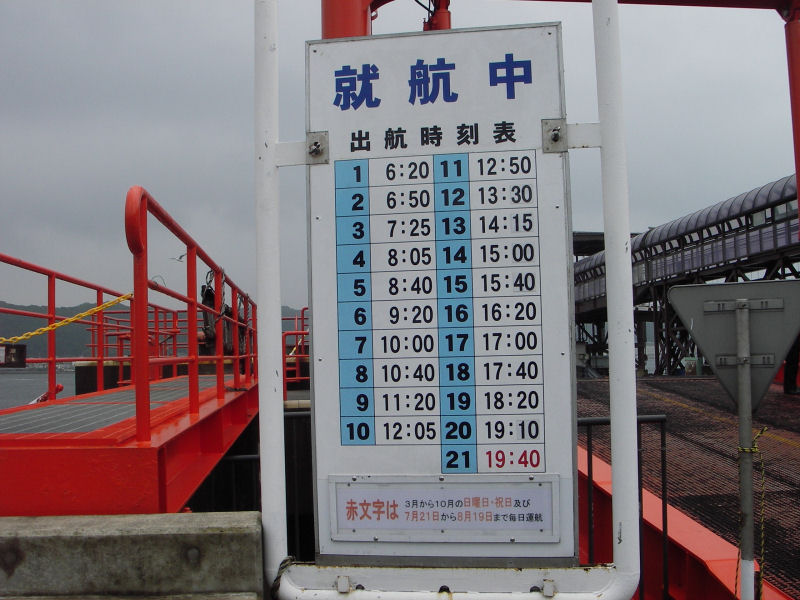 就航中
出航時刻表
1 6:20 11 12:50
2 6:50 12 13:30
3 7:25 13 14:15
4 8:05 14 15:00
5 8:40 15 15:40
6 9:20 16 16:20
7 10:00 17 17:00
8 10:40 18 17:40
9 11:20 19 18:20
10 12:05 20 19:10
21 19:40
赤文字は 3月から10月の日曜日・祝日及び
7月21日から8月19日まで毎日運航